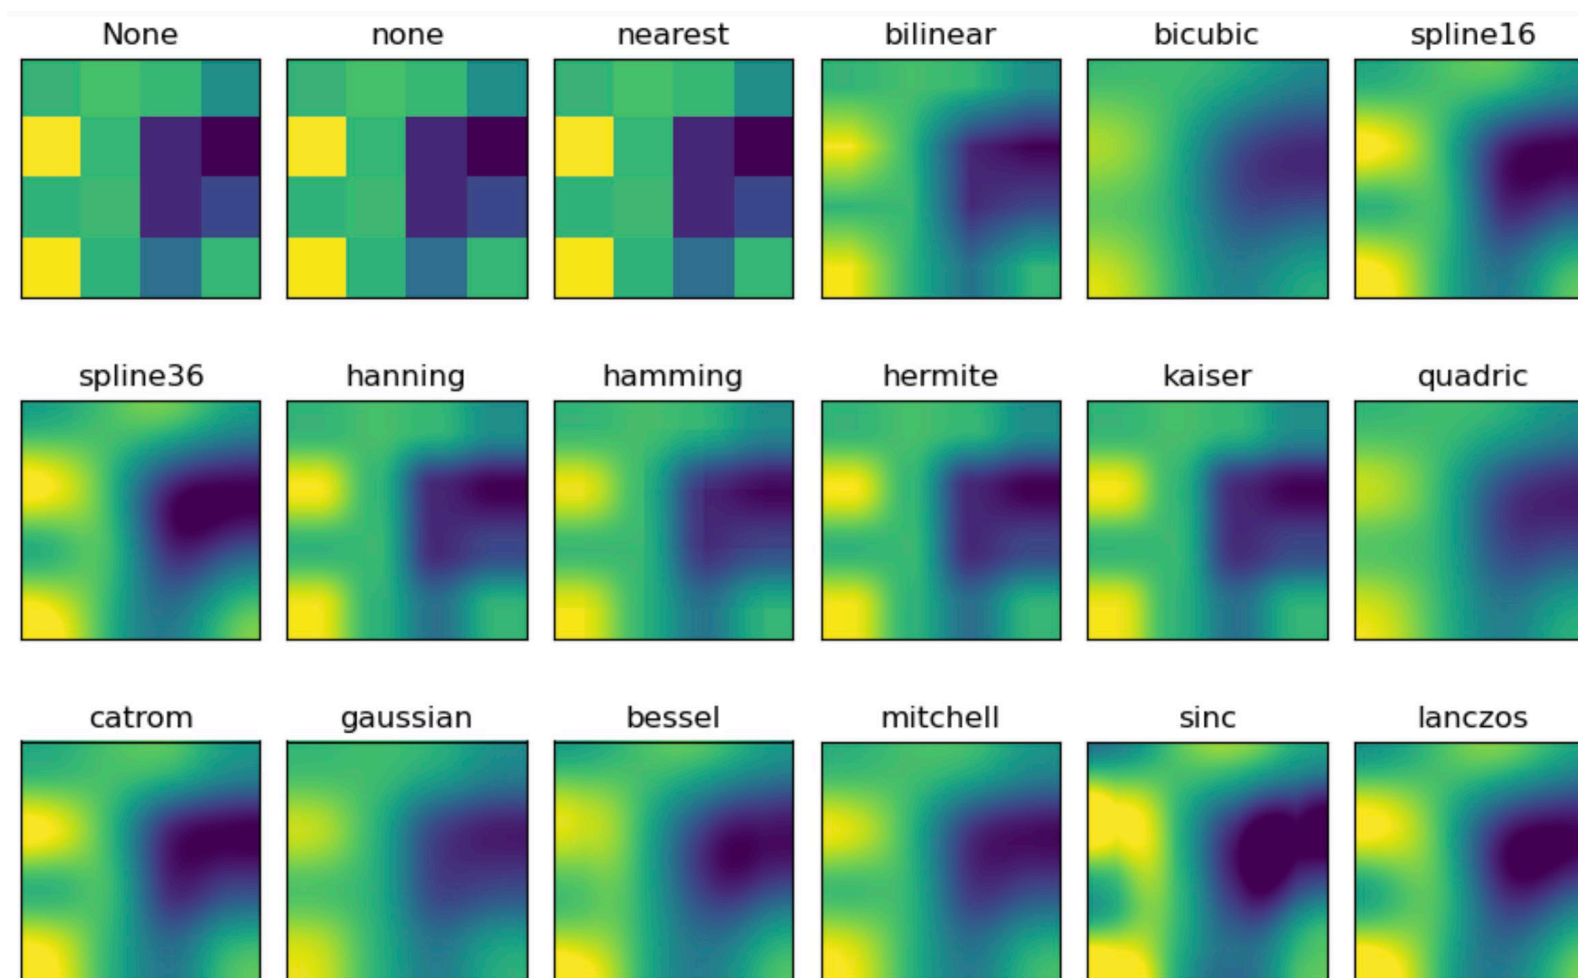 None none nearest bilinear bicubic spline16
spline36 hanning hamming hermite kaiser quadric
catrom gaussian bessel mitchell sinc lanczos